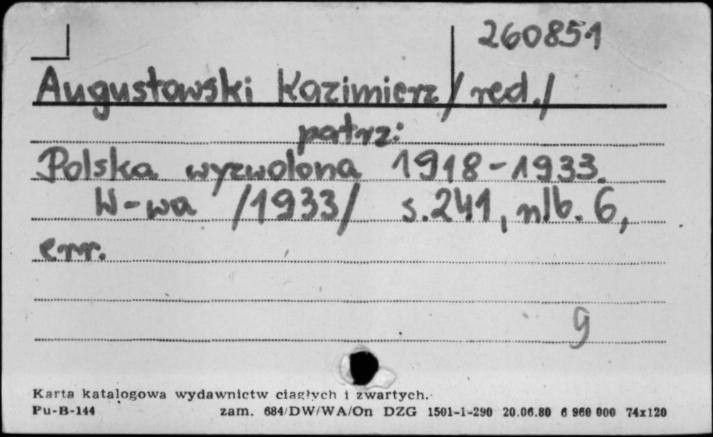 260851
Augustowski Kazimierz /red./
patrz:
Polska wyzwolona 1918-1933.
W-wa /1933/ s.241, nlb. 6,
err.
9
Karta katalogowa wydawnictw ciągłych i zwartych.
Pu-B-144 zam. 684/DW/WA/On DZG 1501-1-290 20.06.80 6 960 000 74x120